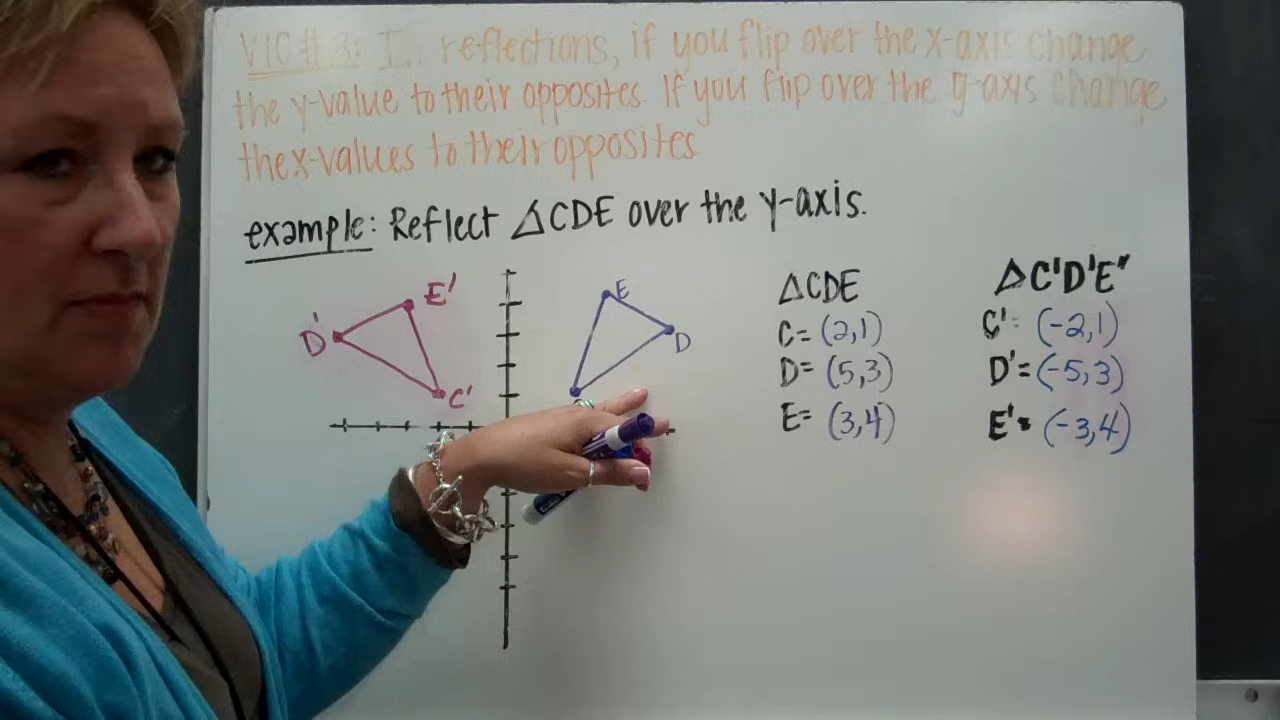 VIC #3: I reflections, if you flip over the x-axis change
the y-value to their opposites. If you flip over the y-axis change
the x-values to their opposites
example: Reflect △CDE over the y-axis.
E'
D'
C'
E
D
△CDE
C= (2,1)
D= (5,3)
E= (3,4)
△C'D'E'
C'= (-2,1)
D'= (-5,3)
E'= (-3,4)